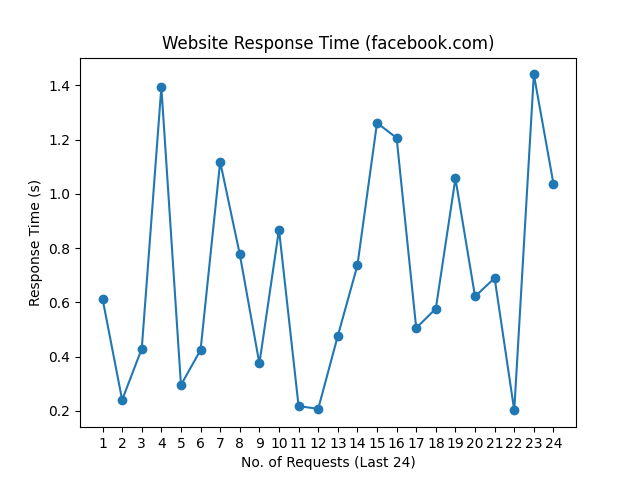 Website Response Time (facebook.com)
Response Time (s)
1.4
1.2
1.0
0.8
0.6
0.4
0.2
1 2 3 4 5 6 7 8 9 10 11 12 13 14 15 16 17 18 19 20 21 22 23 24
No. of Requests (Last 24)